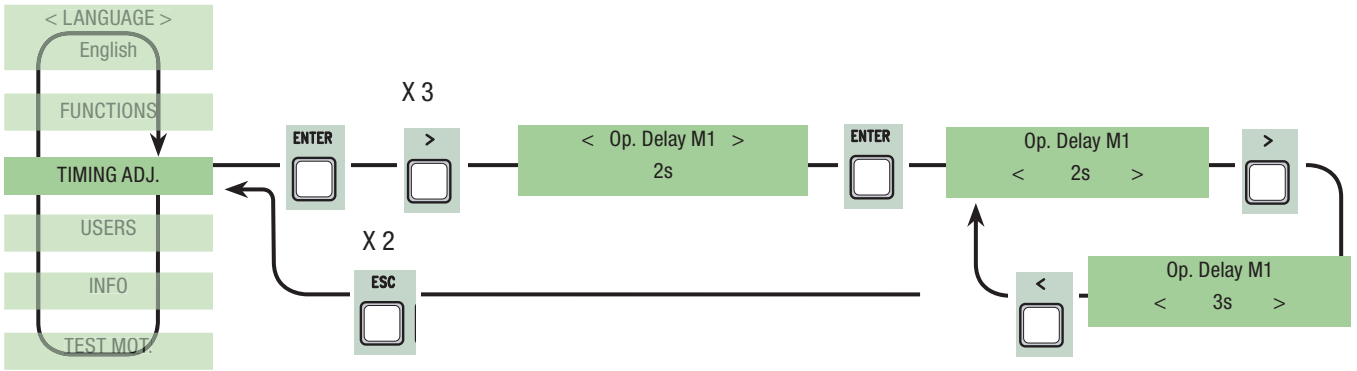 < LANGUAGE >
English
FUNCTIONS
TIMING ADJ.
USERS
INFO
TEST MOT.
ENTER
X 3
>
< Op. Delay M1 >
2s
ENTER
Op. Delay M1
< 2s >
>
Op. Delay M1
< 3s >
<
X 2
ESC